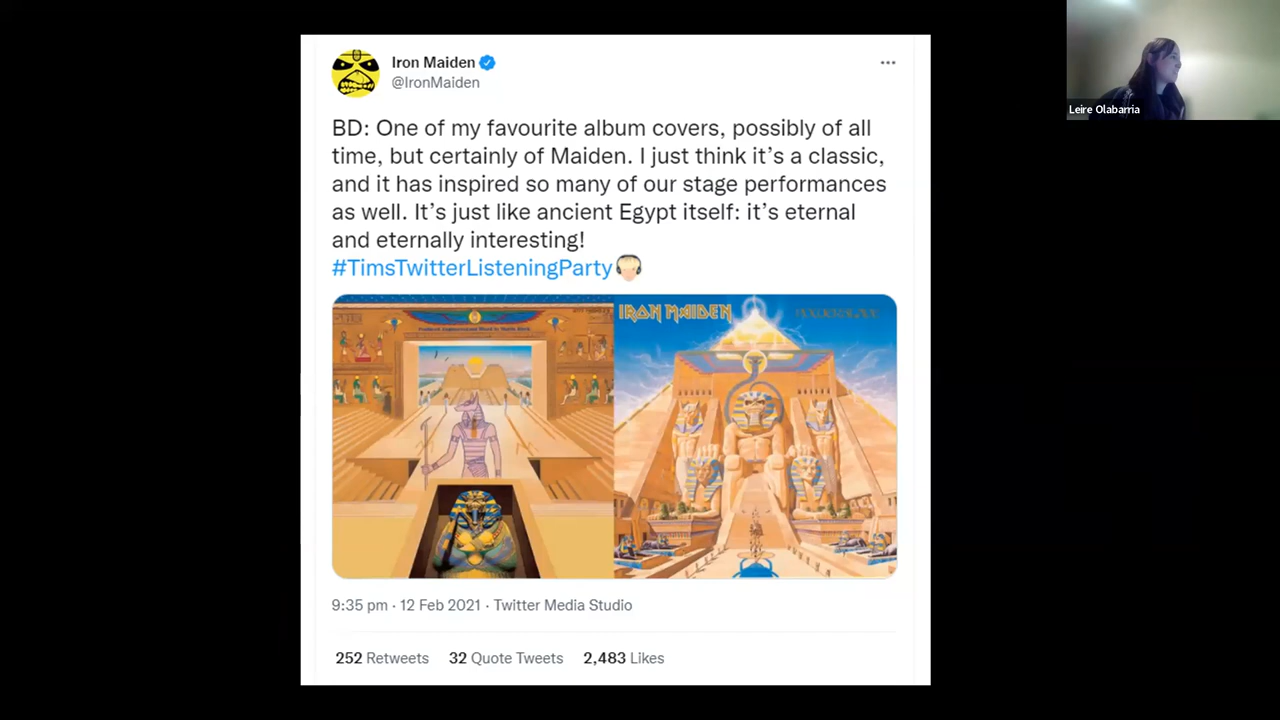 Iron Maiden
@IronMaiden
BD: One of my favourite album covers, possibly of all
time, but certainly of Maiden. I just think it’s a classic,
and it has inspired so many of our stage performances
as well. It’s just like ancient Egypt itself: it’s eternal
and eternally interesting!
#TimsTwitterListeningParty
IRON MAIDEN
POWERSLAVE
9:35 pm · 12 Feb 2021 · Twitter Media Studio
252 Retweets 32 Quote Tweets 2,483 Likes
Leire Olabarria